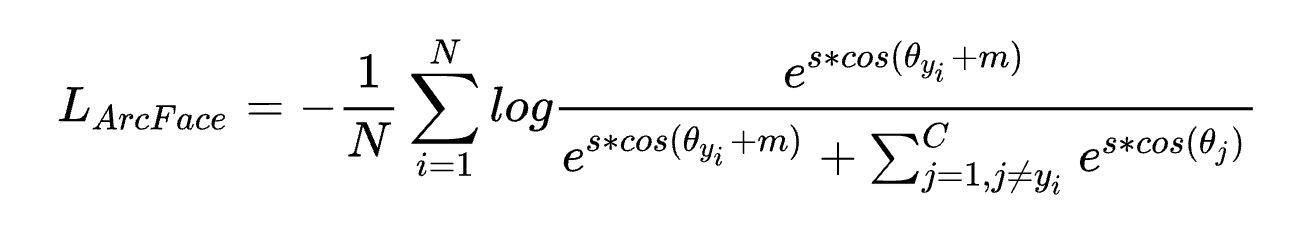 $L_{ArcFace} = -\frac{1}{N} \sum_{i=1}^{N} log \frac{e^{s*cos(\theta_{y_i}+m)}}{e^{s*cos(\theta_{y_i}+m)} + \sum_{j=1, j \neq y_i}^{C} e^{s*cos(\theta_j)}}$